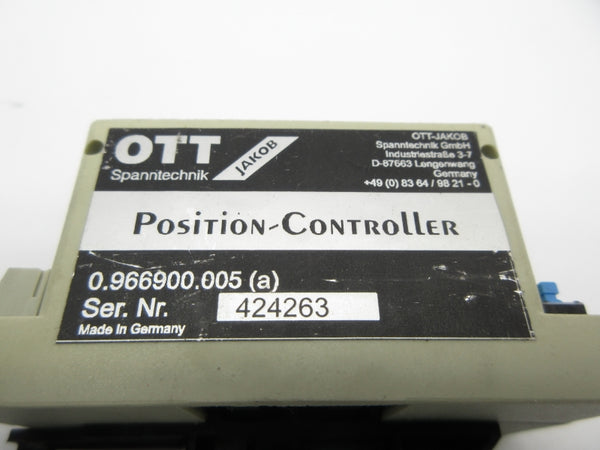 OTT
JAKOB
Spanntechnik
OTT-JAKOB
Spanntechnik GmbH
Industriestraße 3-7
D-87663 Lengenwang
Germany
+49 (0) 83 64 / 98 21 - 0
Position-Controller
0.966900.005 (a)
Ser. Nr. 424263
Made in Germany